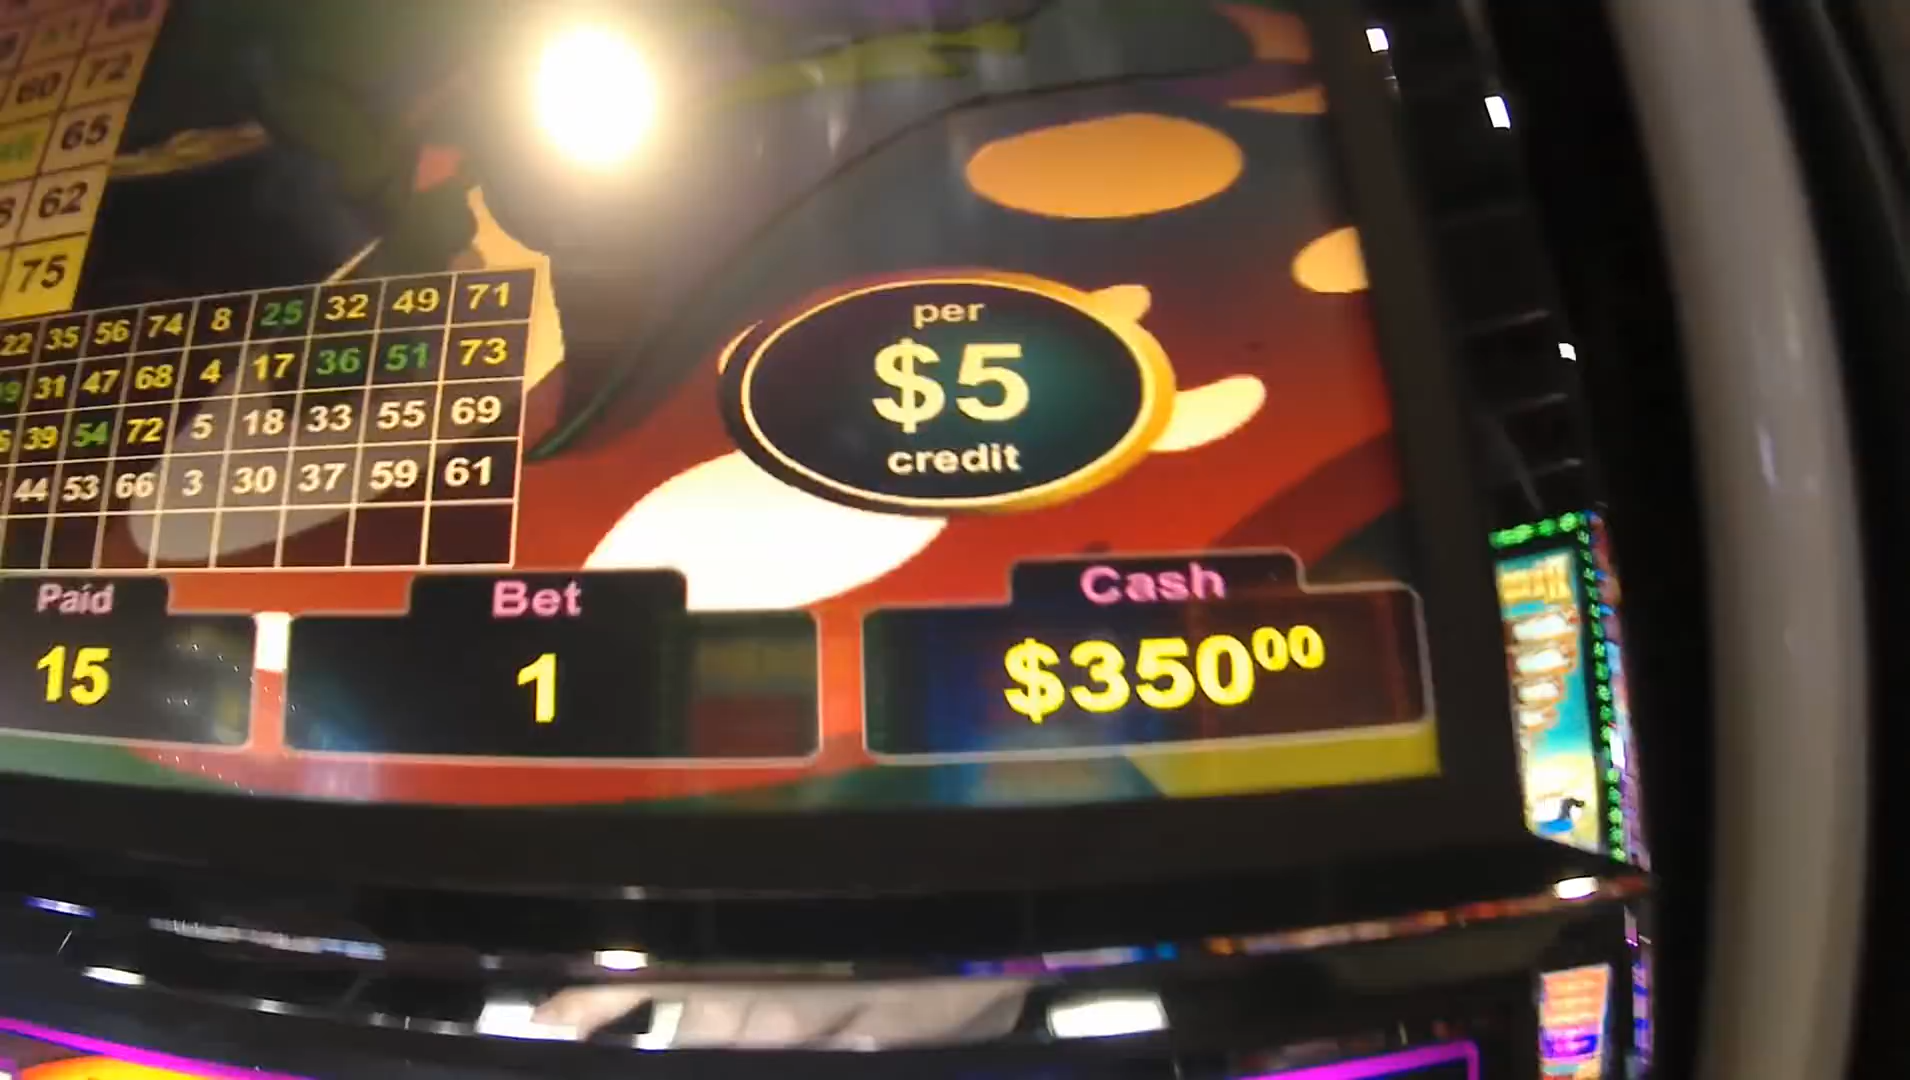 60 72
65
62
75
22 35 56 74 8 25 32 49 71
31 47 68 4 17 36 51 73
39 54 72 5 18 33 55 69
44 53 66 3 30 37 59 61
per
$5
credit
Paid
15
Bet
1
Cash
$35000